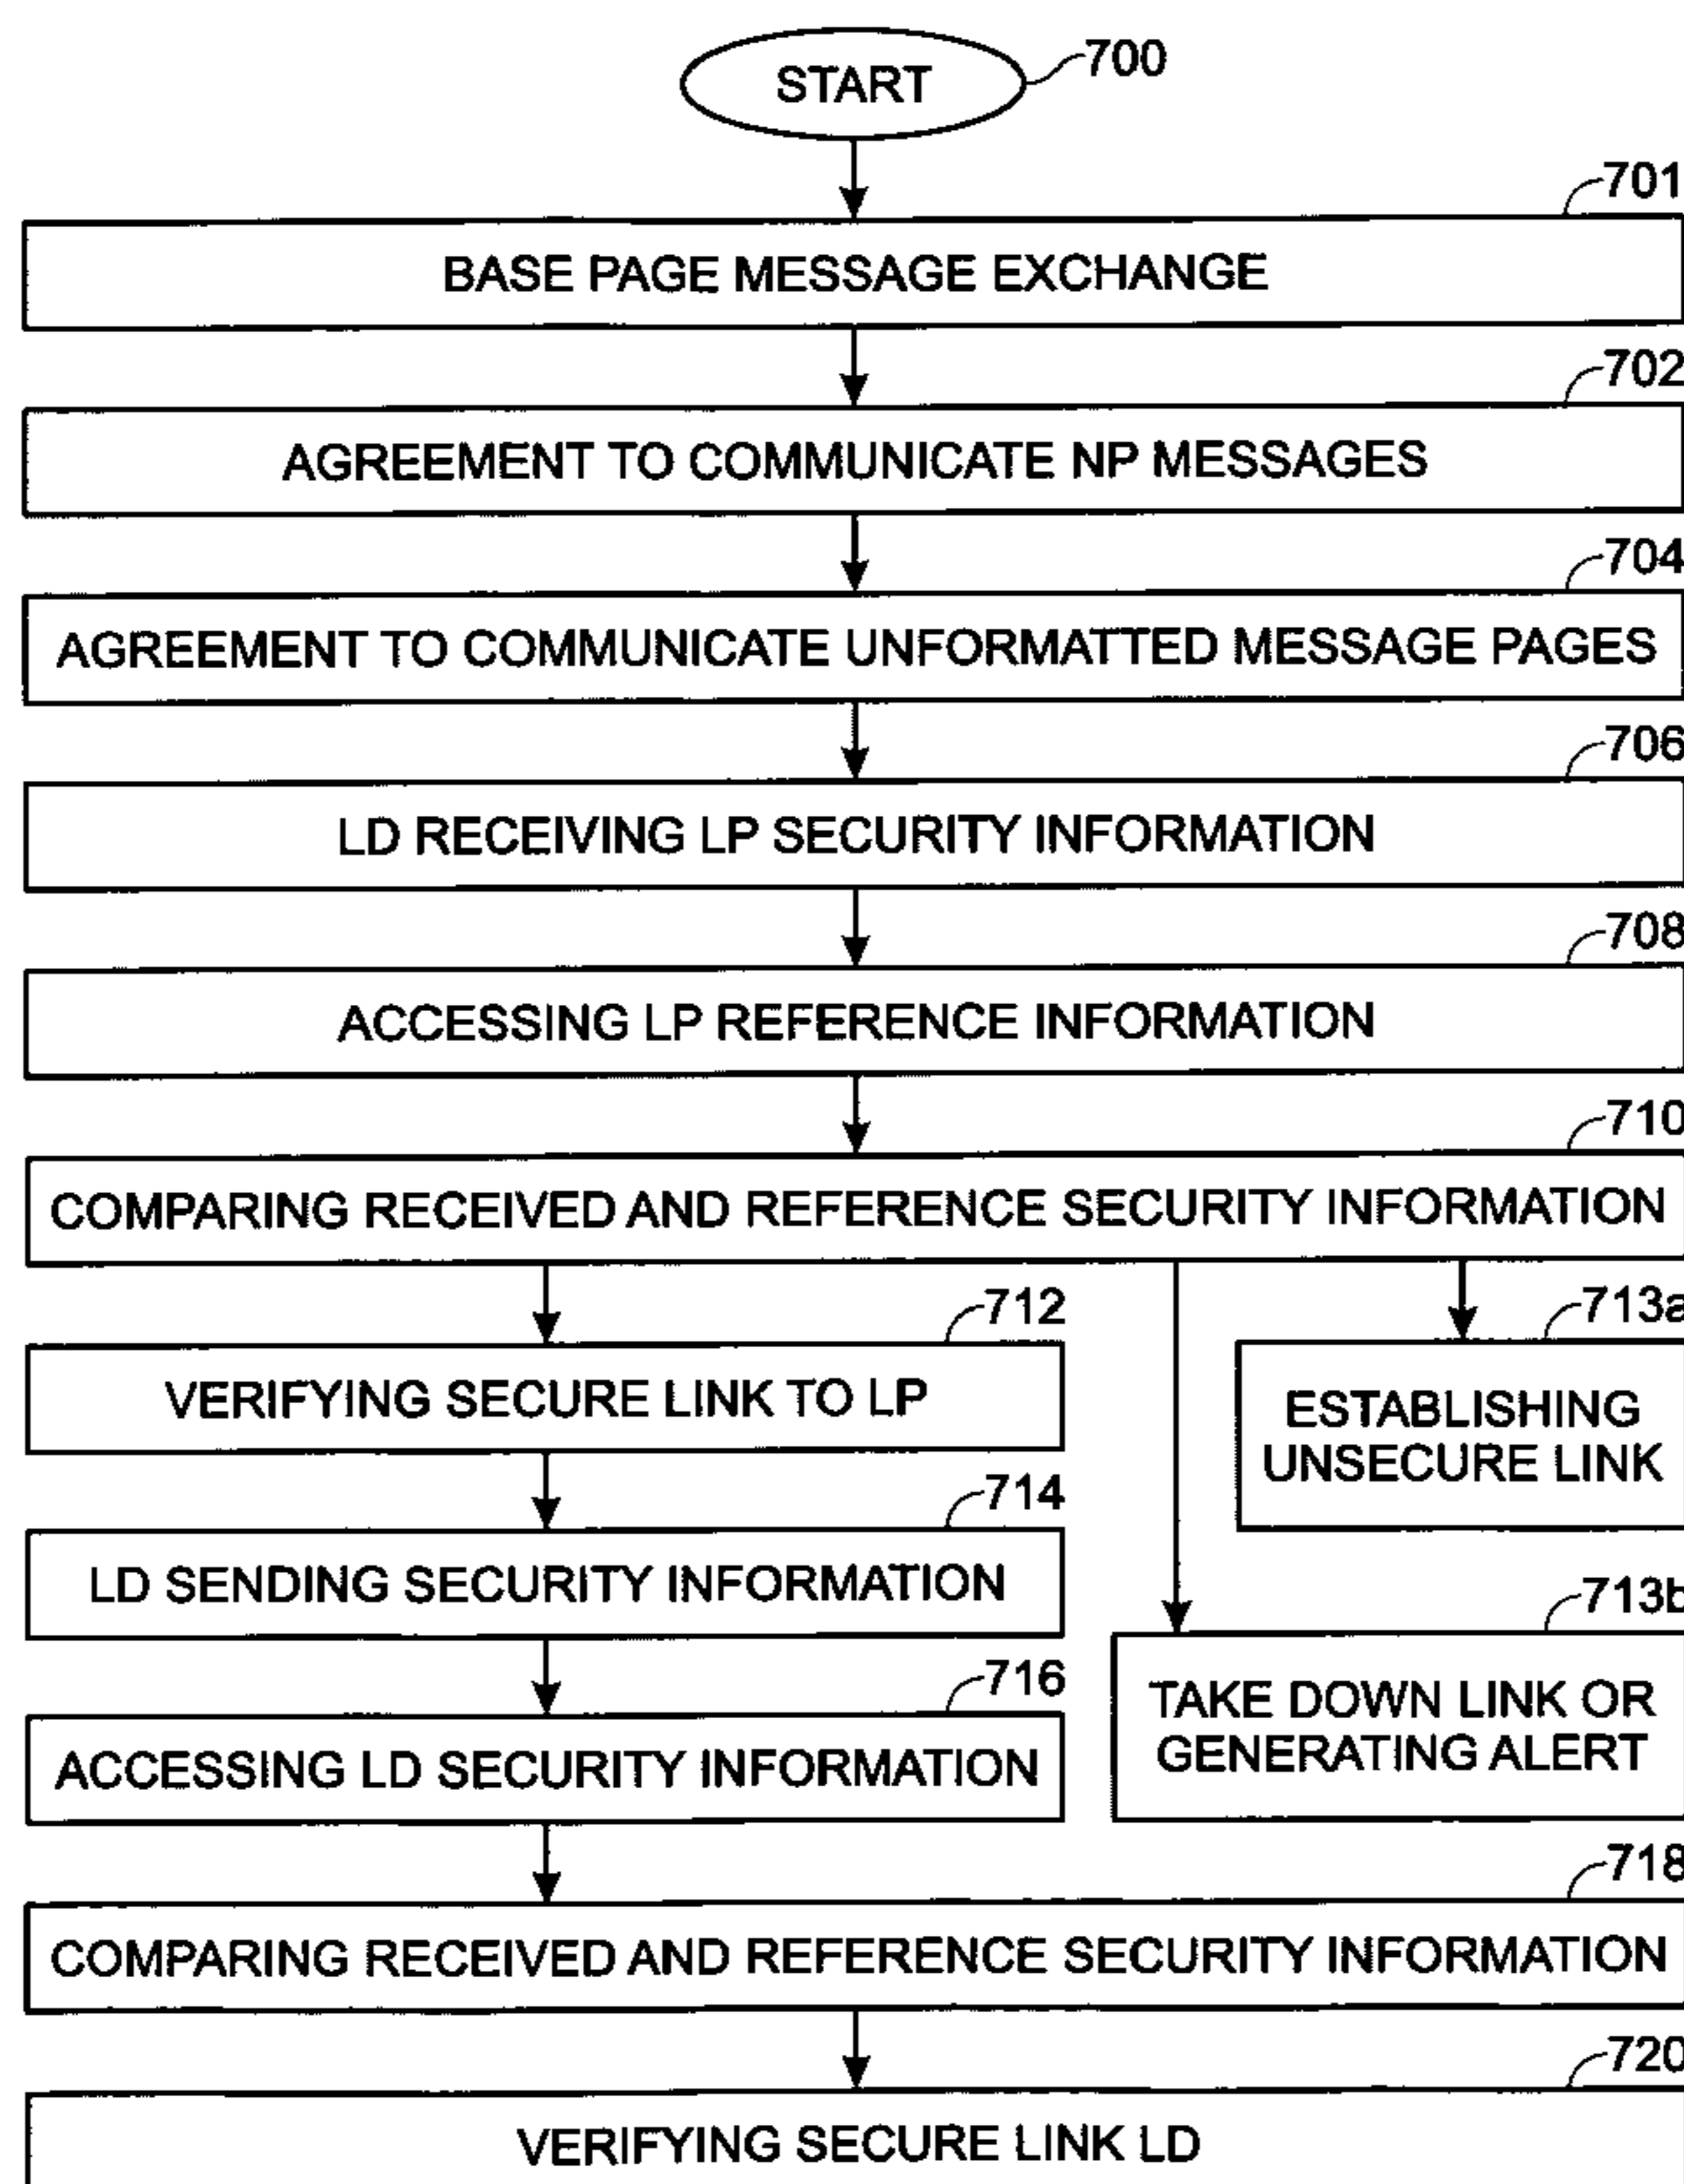 START
700
701
BASE PAGE MESSAGE EXCHANGE
702
AGREEMENT TO COMMUNICATE NP MESSAGES
704
AGREEMENT TO COMMUNICATE UNFORMATTED MESSAGE PAGES
706
LD RECEIVING LP SECURITY INFORMATION
708
ACCESSING LP REFERENCE INFORMATION
710
COMPARING RECEIVED AND REFERENCE SECURITY INFORMATION
712
VERIFYING SECURE LINK TO LP
713a
ESTABLISHING
UNSECURE LINK
714
LD SENDING SECURITY INFORMATION
713b
TAKE DOWN LINK OR
GENERATING ALERT
716
ACCESSING LD SECURITY INFORMATION
718
COMPARING RECEIVED AND REFERENCE SECURITY INFORMATION
720
VERIFYING SECURE LINK LD